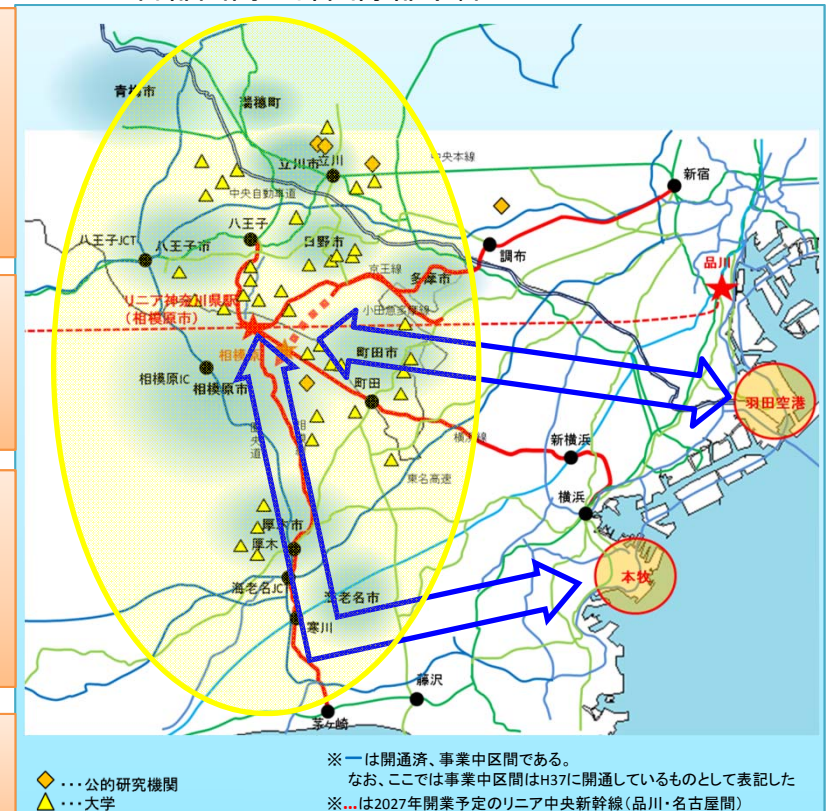 青梅市
瑞穂町
立川市
立川
中央本線
新宿
中央自動車道
八王子
八王子JCT
八王子市
日野市
調布
品川
京王線
多摩市
リニア神奈川県駅
（相模原市）
小田急多摩線
相模原
町田市
相模原IC
相模原市
町田
羽田空港
横浜線
新横浜
東名高速
横浜
厚木市
厚木
本牧
海老名JC
海老名市
寒川
藤沢
茅ヶ崎
※ーは開通済、事業中区間である。
なお、ここでは事業中区間はH37に開通しているものとして表記した
･･･公的研究機関
･･･大学
※…は2027年開業予定のリニア中央新幹線（品川・名古屋間）